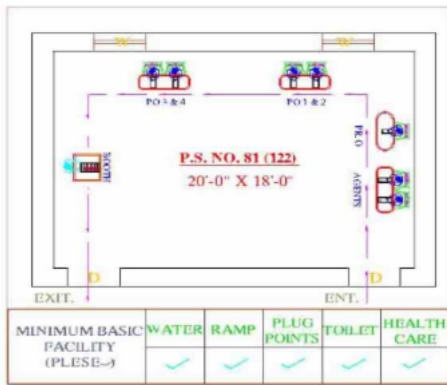 W W
PO 3 & 4 PO 1 & 2
PR.O
BOOTH
P.S. NO. 81 (122)
20'-0" X 18'-0"
AGENTS
D D
EXIT. ENT.
MINIMUM BASIC FACILITY (PLESE✓) WATER RAMP PLUG POINTS TOILET HEALTH CARE